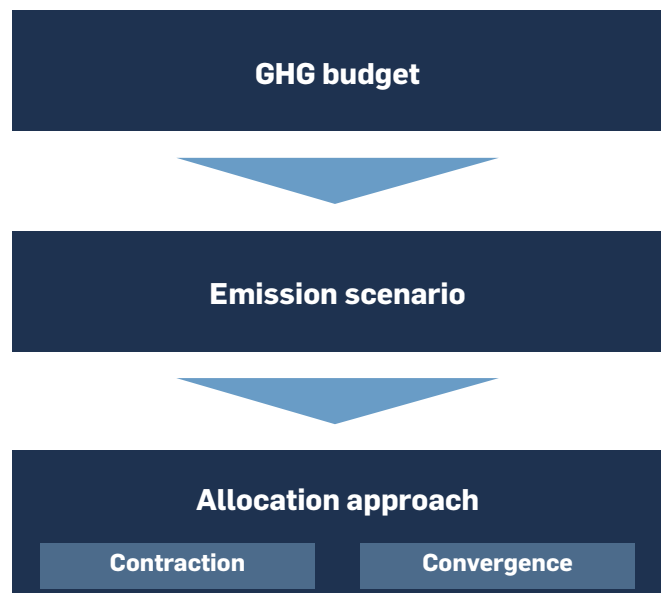 GHG budget
Emission scenario
Allocation approach
Contraction
Convergence